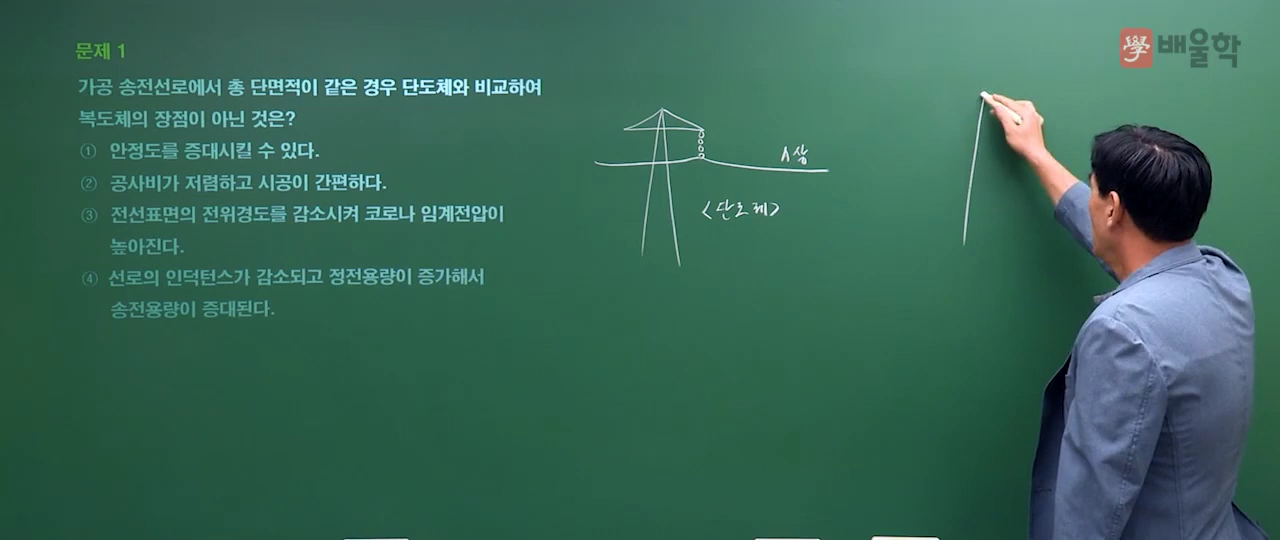 문제 1
가공 송전선로에서 총 단면적이 같은 경우 단도체와 비교하여
복도체의 장점이 아닌 것은?
① 안정도를 증대시킬 수 있다.
② 공사비가 저렴하고 시공이 간편하다.
③ 전선표면의 전위경도를 감소시켜 코로나 임계전압이
높아진다.
④ 선로의 인덕턴스가 감소되고 정전용량이 증가해서
송전용량이 증대된다.
A상
<단도체>
學 배울학